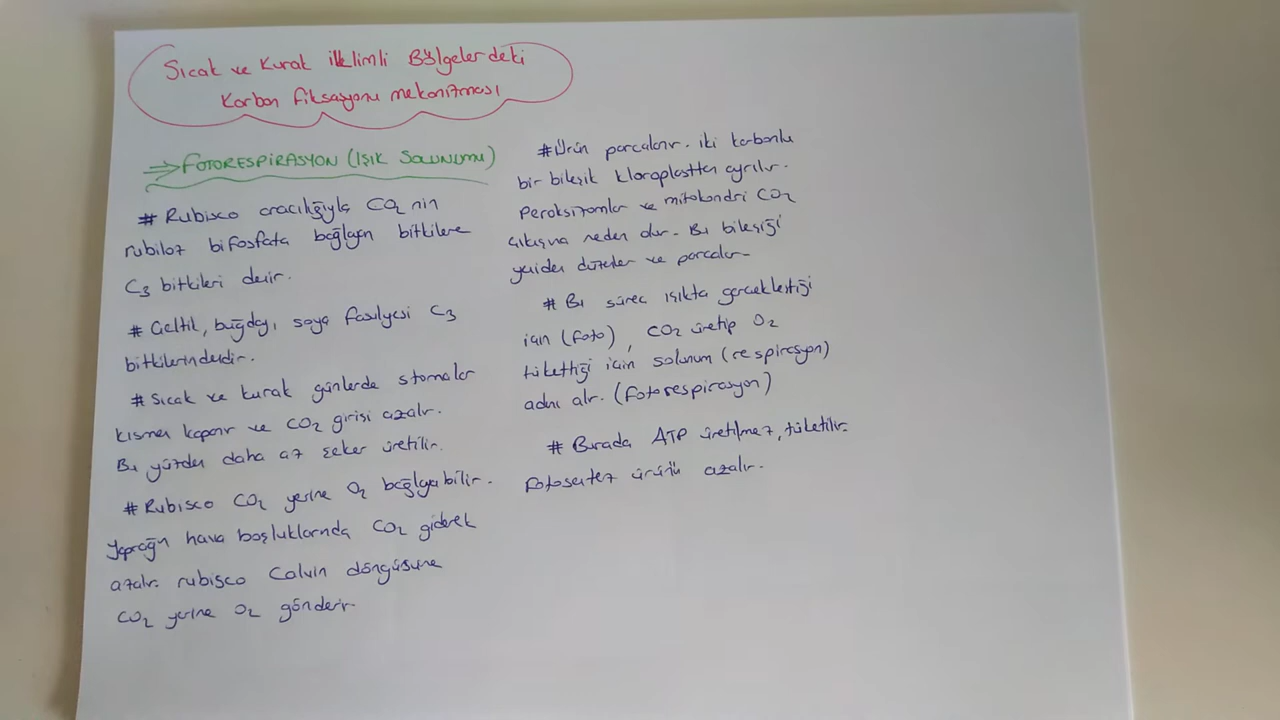 Sıcak ve Kurak iklimli Bölgelerdeki
Karbon fiksasyonu mekanizması
⇒ FOTORESPİRASYON (IŞIK SOLUNUMU)
# Rubisco aracılığıyla CO₂ nin
rubiloz bifosfata bağlayan bitkilere
C₃ bitkileri denir.
# Çeltik, buğday, soya fasulyesi C₃
bitkilerindendir.
# Sıcak ve kurak günlerde stomalar
kısmen kapanır ve CO₂ girişi azalır.
Bu yüzden daha az şeker üretilir.
# Rubisco CO₂ yerine O₂ bağlayabilir.
Yaprağın hava boşluklarında CO₂ giderek
azalır. rubisco Calvin döngüsüne
CO₂ yerine O₂ gönderir.
# Ürün parçalanır. iki karbonlu
bir bileşik kloroplasttan ayrılır.
Peroksizomlar ve mitokondri CO₂
çıkışına neden olur. Bu bileşiği
yeniden düzenler ve parçalar.
# Bu süreç ışıkta gerçekleştiği
için (foto), CO₂ üretip O₂
tükettiği için solunum (respirasyon)
adını alır. (fotorespirasyon)
# Burada ATP üretilmez, tüketilir.
fotosentez ürünü azalır.